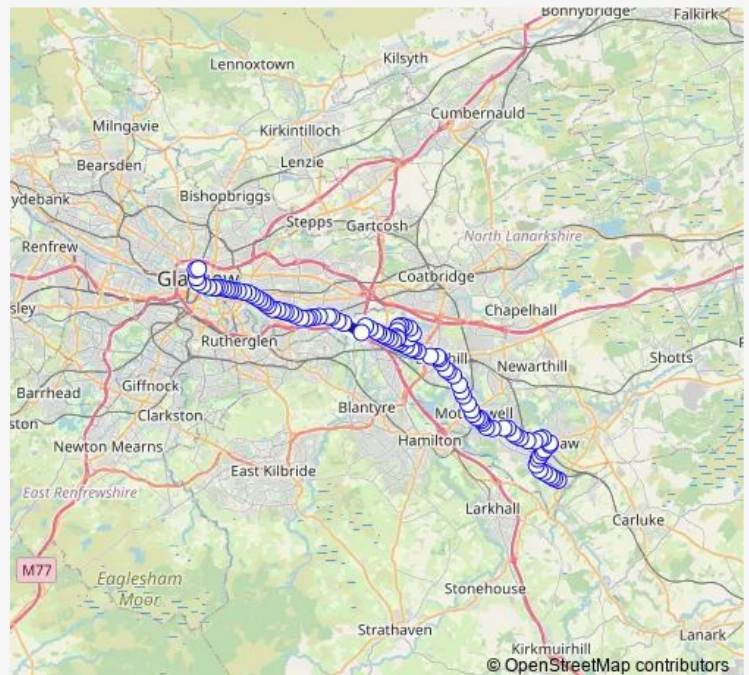 Bonnybridge
Falkirk
Kilsyth
Lennoxtown
Cumbernauld
Milngavie
Kirkintilloch
Bearsden
Lenzie
ydebank
Bishopbriggs
Stepps
Gartcosh
North Lanarkshire
Renfrew
Coatbridge
sley
Chapelhall
Rutherglen
Shotts
Newarthill
Giffnock
Barrhead
Blantyre
ston
Clarkston
Hamilton
Newton Mearns
East Kilbride
East Renfrewshire
Larkhall
Carluke
M77
Eaglesham
Moor
Stonehouse
Strathaven
Lanark
Kirkmuirhill
© OpenStreetMap contributors